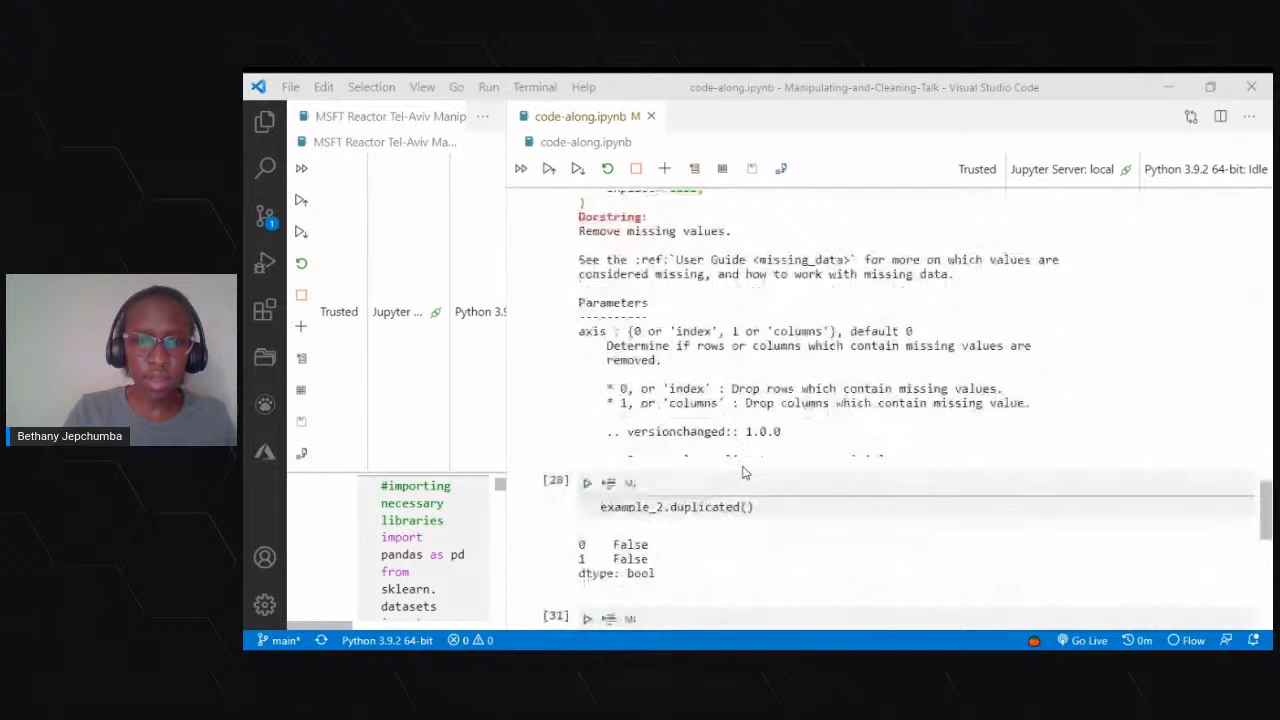 File Edit Selection View Go Run Terminal Help
code-along.ipynb - Manipulating-and-Cleaning-Talk - Visual Studio Code
MSFT Reactor Tel-Aviv Manip ...
code-along.ipynb M
MSFT Reactor Tel-Aviv Ma...
code-along.ipynb
Trusted
Jupyter Server: local
Python 3.9.2 64-bit: Idle
Trusted
Jupyter ...
Python 3.9
)
Docstring:
Remove missing values.
See the :ref:`User Guide <missing_data>` for more on which values are
considered missing, and how to work with missing data.
Parameters
----------
axis : {0 or 'index', 1 or 'columns'}, default 0
Determine if rows or columns which contain missing values are
removed.
* 0, or 'index' : Drop rows which contain missing values.
* 1, or 'columns' : Drop columns which contain missing value.
.. versionchanged:: 1.0.0
[28]
example_2.duplicated()
0 False
1 False
dtype: bool
[31]
#importing
necessary
libraries
import
pandas as pd
from
sklearn.
datasets
1
Bethany Jepchumba
main*
Python 3.9.2 64-bit
0 0
Go Live
0m
Flow